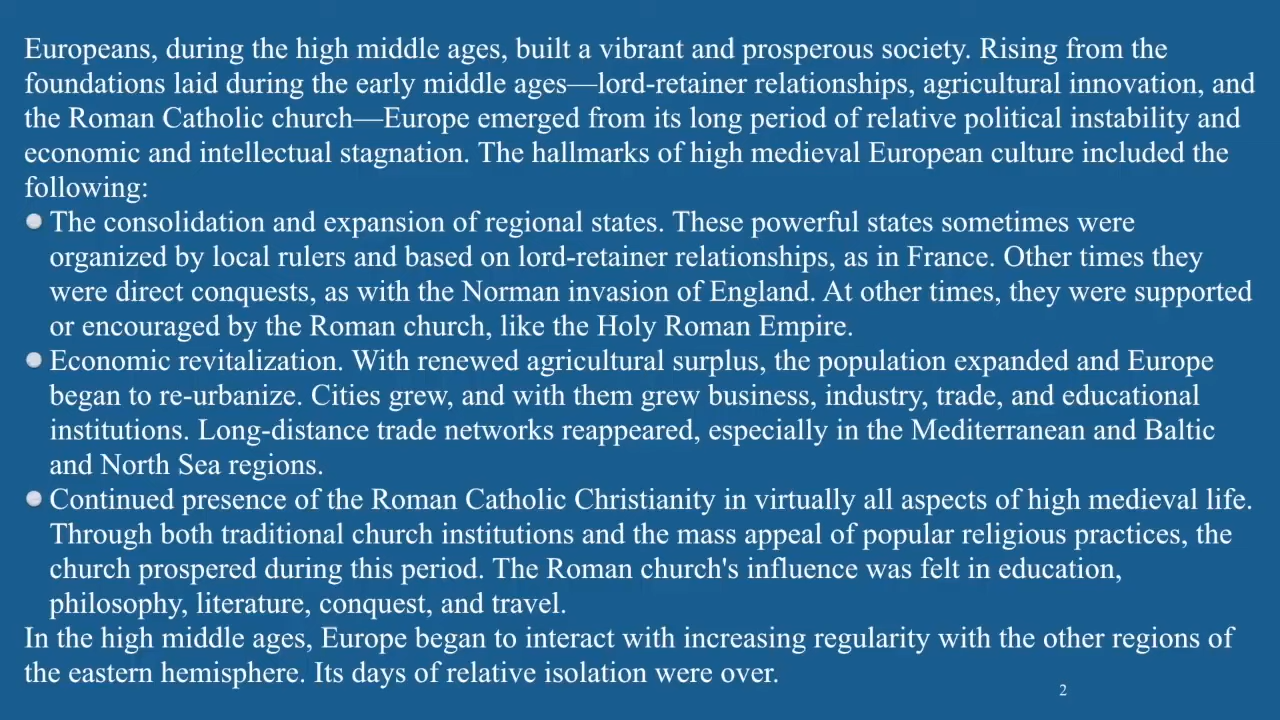 Europeans, during the high middle ages, built a vibrant and prosperous society. Rising from the
foundations laid during the early middle ages—lord-retainer relationships, agricultural innovation, and
the Roman Catholic church—Europe emerged from its long period of relative political instability and
economic and intellectual stagnation. The hallmarks of high medieval European culture included the
following:
● The consolidation and expansion of regional states. These powerful states sometimes were
organized by local rulers and based on lord-retainer relationships, as in France. Other times they
were direct conquests, as with the Norman invasion of England. At other times, they were supported
or encouraged by the Roman church, like the Holy Roman Empire.
● Economic revitalization. With renewed agricultural surplus, the population expanded and Europe
began to re-urbanize. Cities grew, and with them grew business, industry, trade, and educational
institutions. Long-distance trade networks reappeared, especially in the Mediterranean and Baltic
and North Sea regions.
● Continued presence of the Roman Catholic Christianity in virtually all aspects of high medieval life.
Through both traditional church institutions and the mass appeal of popular religious practices, the
church prospered during this period. The Roman church's influence was felt in education,
philosophy, literature, conquest, and travel.
In the high middle ages, Europe began to interact with increasing regularity with the other regions of
the eastern hemisphere. Its days of relative isolation were over.
2